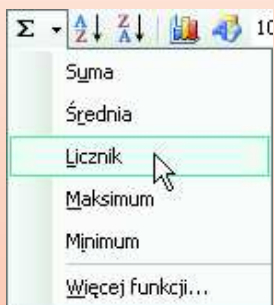 Σ A Z Z A 10
Suma
Średnia
Licznik
Maksimum
Minimum
Więcej funkcji...